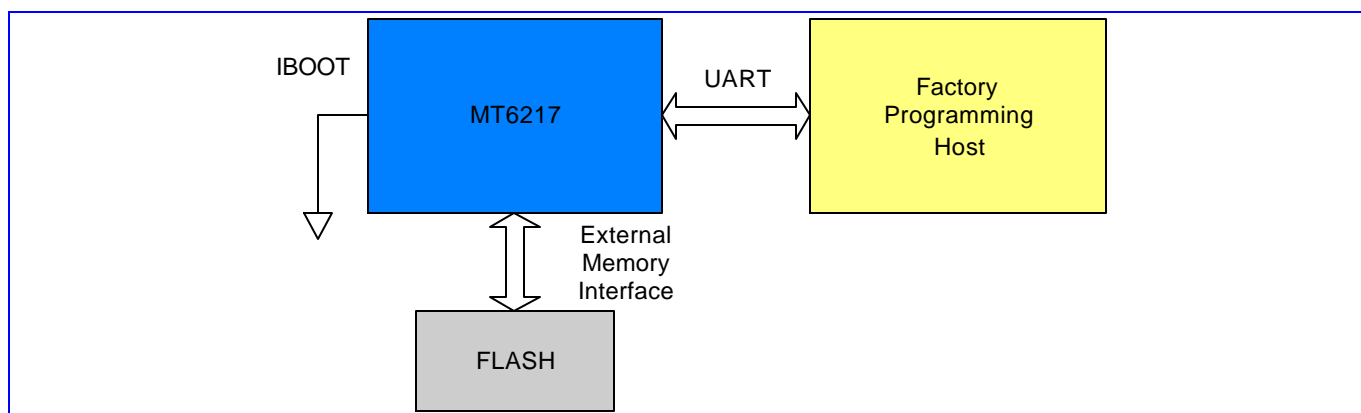 IBOOT
MT6217
UART
Factory
Programming
Host
External
Memory
Interface
FLASH